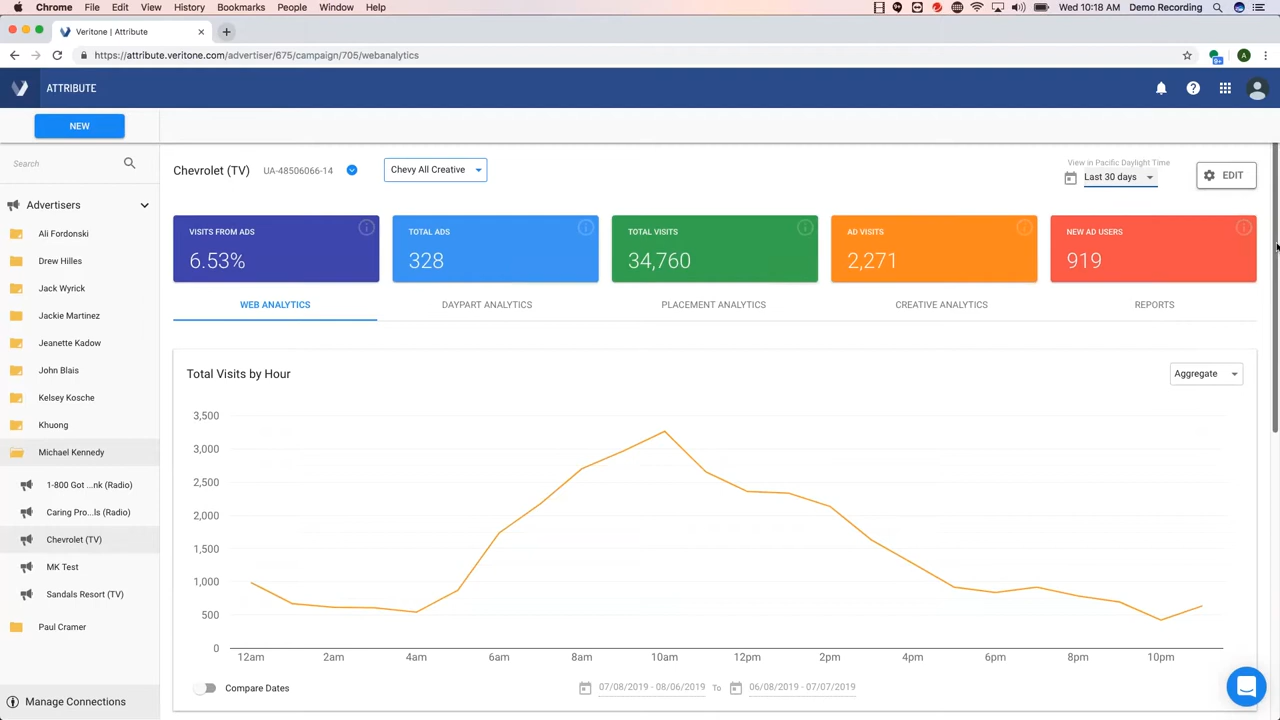 Chrome File Edit View History Bookmarks People Window Help Wed 10:18 AM Demo Recording
Veritone | Attribute
https://attribute.veritone.com/advertiser/675/campaign/705/webanalytics
9+
A
ATTRIBUTE
NEW
Search
Advertisers
Ali Fordonski
Drew Hilles
Jack Wyrick
Jackie Martinez
Jeanette Kadow
John Blais
Kelsey Kosche
Khuong
Michael Kennedy
1-800 Got ...nk (Radio)
Caring Pro...ls (Radio)
Chevrolet (TV)
MK Test
Sandals Resort (TV)
Paul Cramer
Manage Connections
Chevrolet (TV) UA-48506066-14 Chevy All Creative
View in Pacific Daylight Time
Last 30 days
EDIT
VISITS FROM ADS
6.53%
TOTAL ADS
328
TOTAL VISITS
34,760
AD VISITS
2,271
NEW AD USERS
919
WEB ANALYTICS DAYPART ANALYTICS PLACEMENT ANALYTICS CREATIVE ANALYTICS REPORTS
Total Visits by Hour
Aggregate
3,500
3,000
2,500
2,000
1,500
1,000
500
0
12am 2am 4am 6am 8am 10am 12pm 2pm 4pm 6pm 8pm 10pm
Compare Dates 07/08/2019 - 08/06/2019 To 06/08/2019 - 07/07/2019